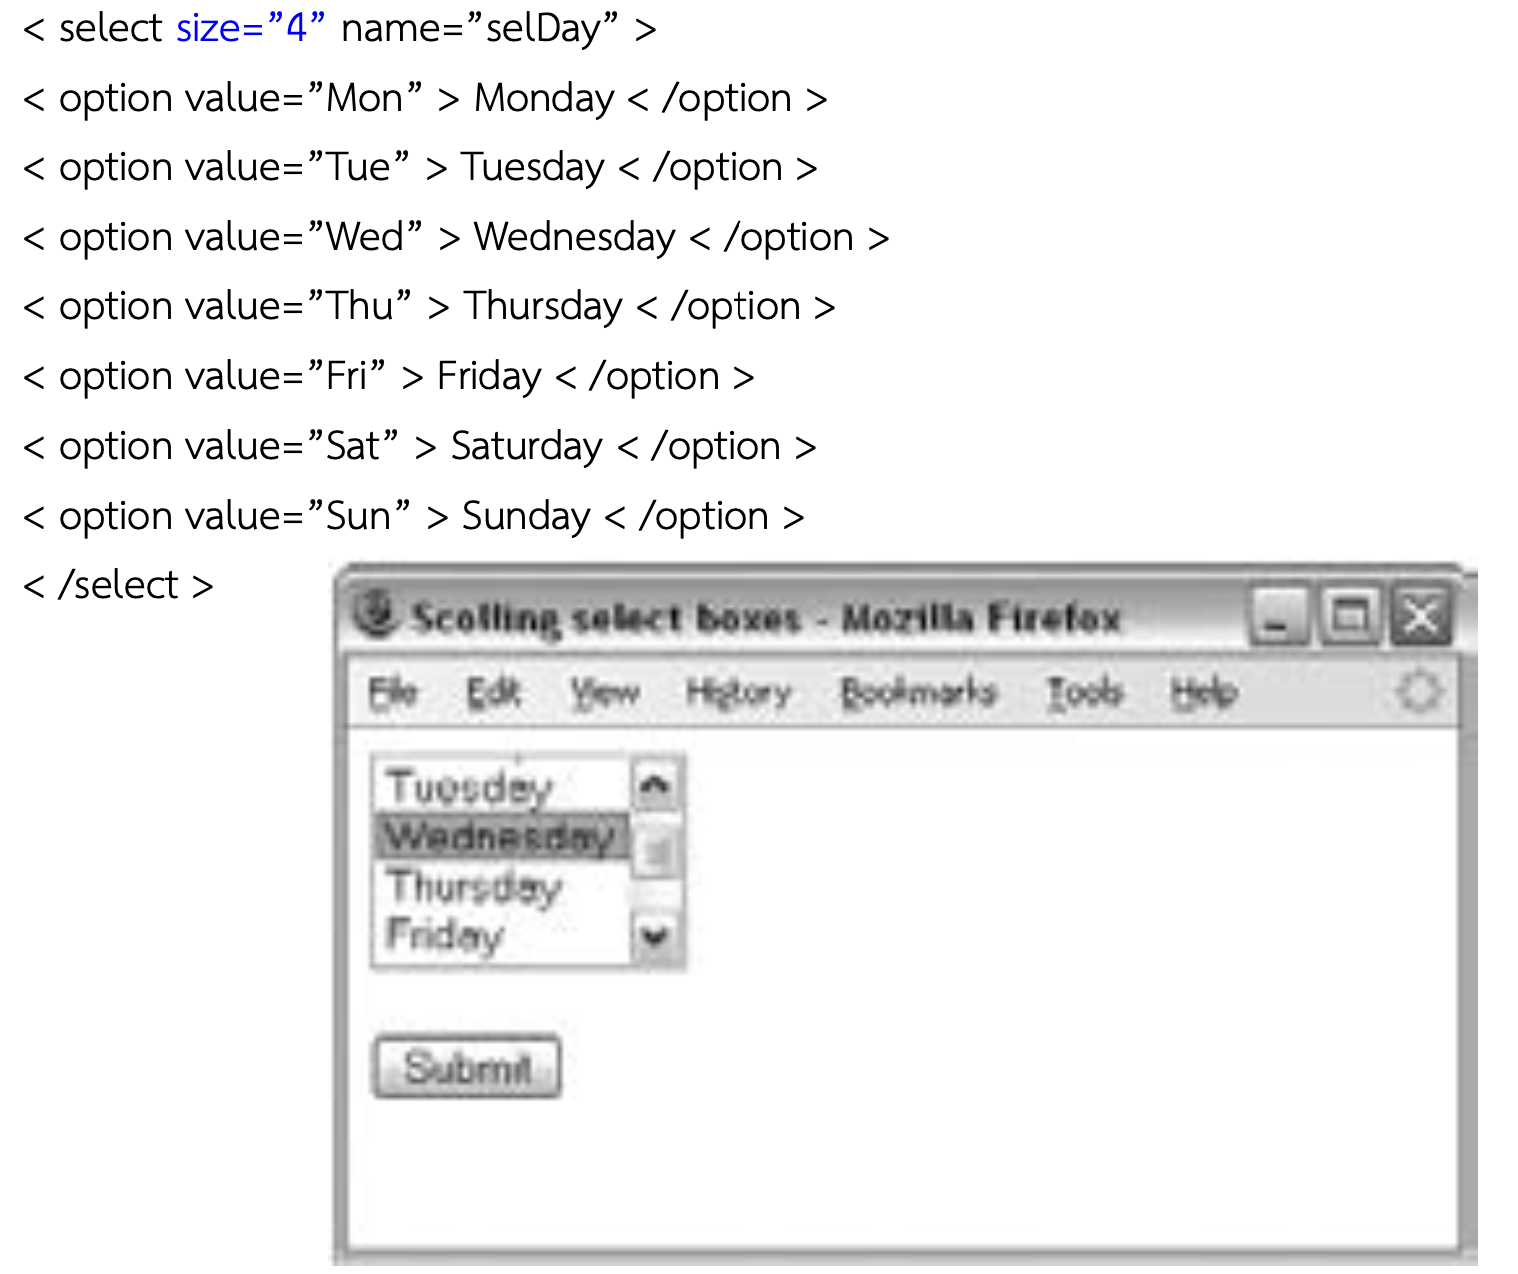 < select size=”4” name=”selDay” >
< option value=”Mon” > Monday < /option >
< option value=”Tue” > Tuesday < /option >
< option value=”Wed” > Wednesday < /option >
< option value=”Thu” > Thursday < /option >
< option value=”Fri” > Friday < /option >
< option value=”Sat” > Saturday < /option >
< option value=”Sun” > Sunday < /option >
< /select >
Scolling select boxes - Mozilla Firefox
File Edit View History Bookmarks Tools Help
Tuesday
Wednesday
Thursday
Friday
Submit